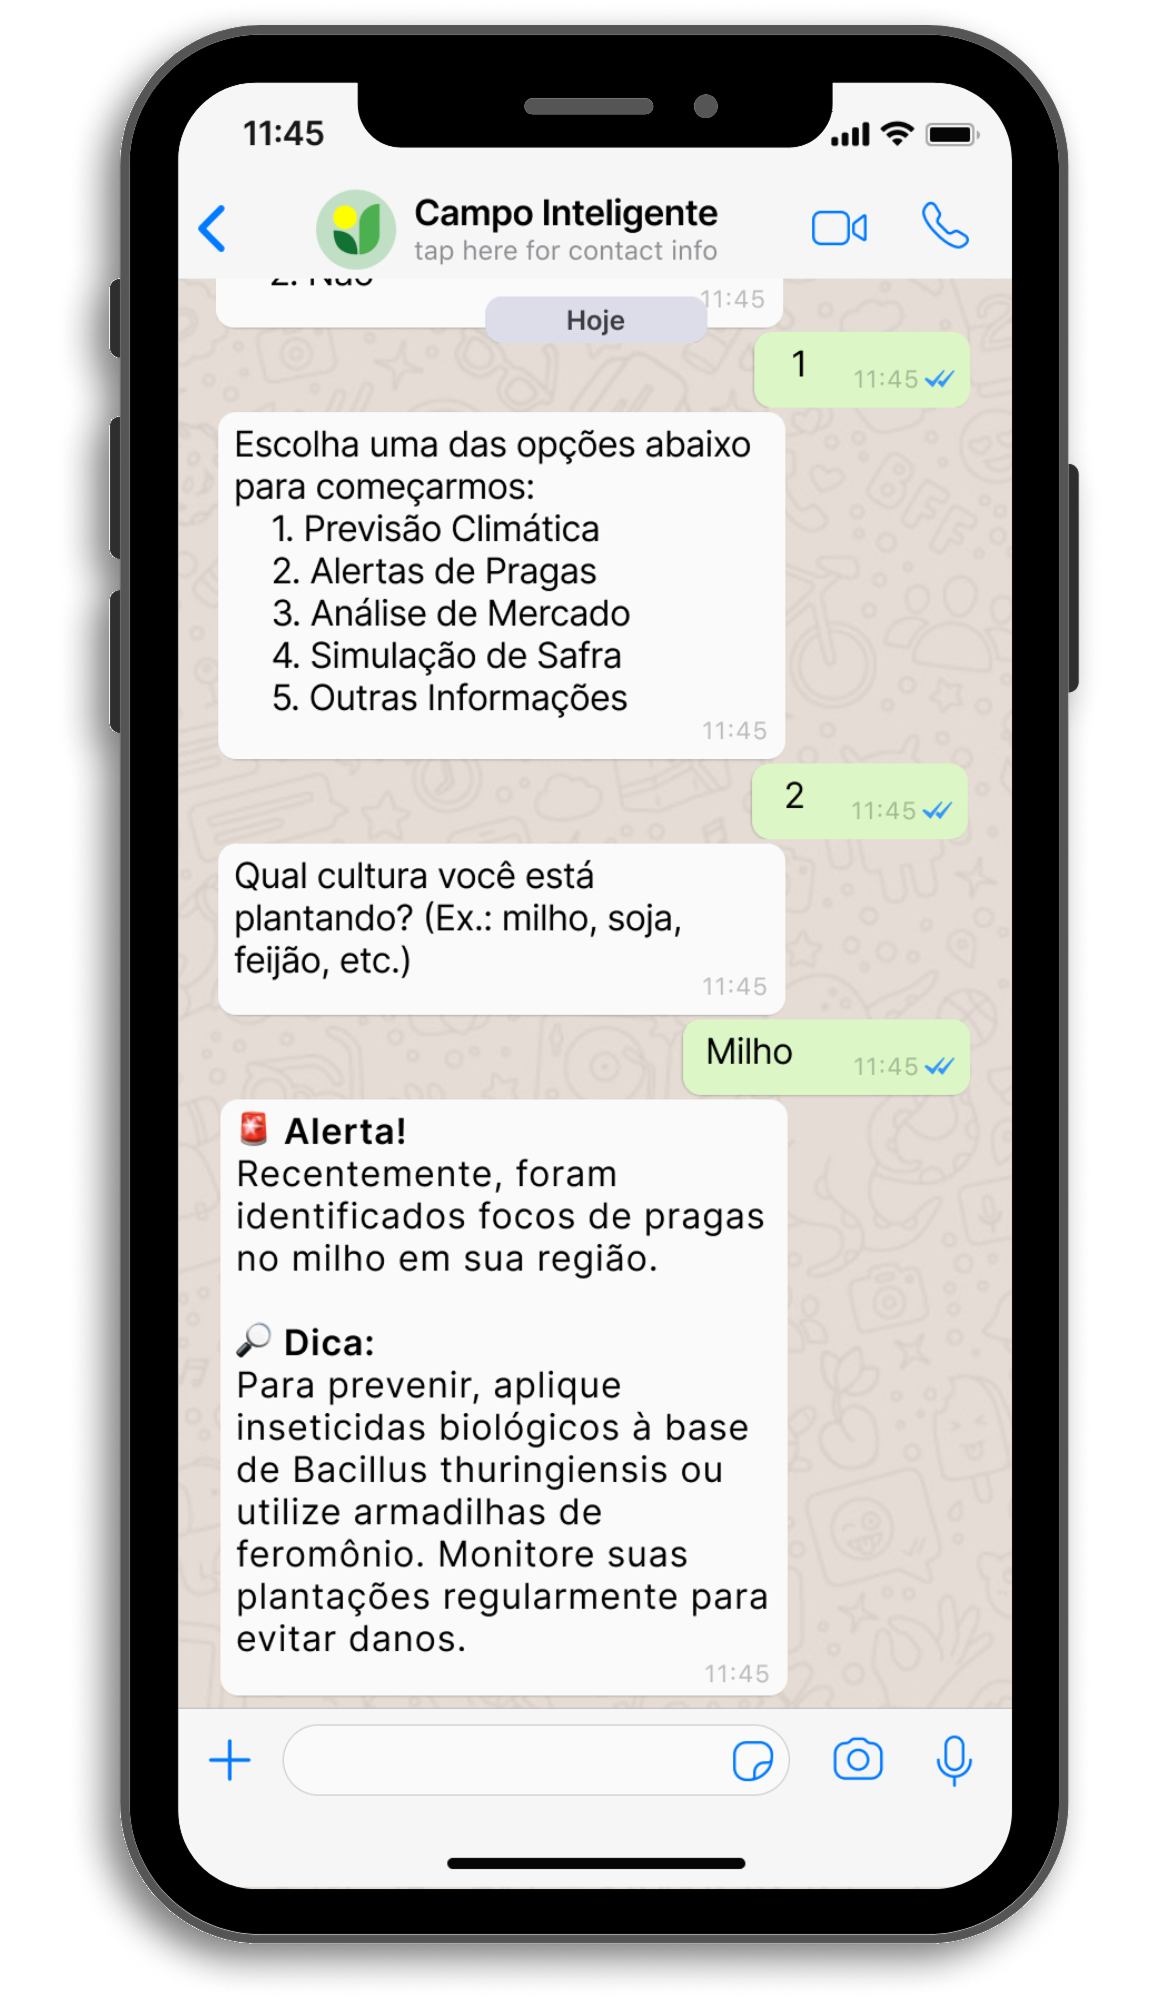 11:45
Campo Inteligente
tap here for contact info
2. Não
11:45
Hoje
1
11:45
Escolha uma das opções abaixo
para começarmos:
1. Previsão Climática
2. Alertas de Pragas
3. Análise de Mercado
4. Simulação de Safra
5. Outras Informações
11:45
2
11:45
Qual cultura você está
plantando? (Ex.: milho, soja,
feijão, etc.)
11:45
Milho
11:45
🚨 Alerta!
Recentemente, foram
identificados focos de pragas
no milho em sua região.
🔎 Dica:
Para prevenir, aplique
inseticidas biológicos à base
de Bacillus thuringiensis ou
utilize armadilhas de
feromônio. Monitore suas
plantações regularmente para
evitar danos.
11:45